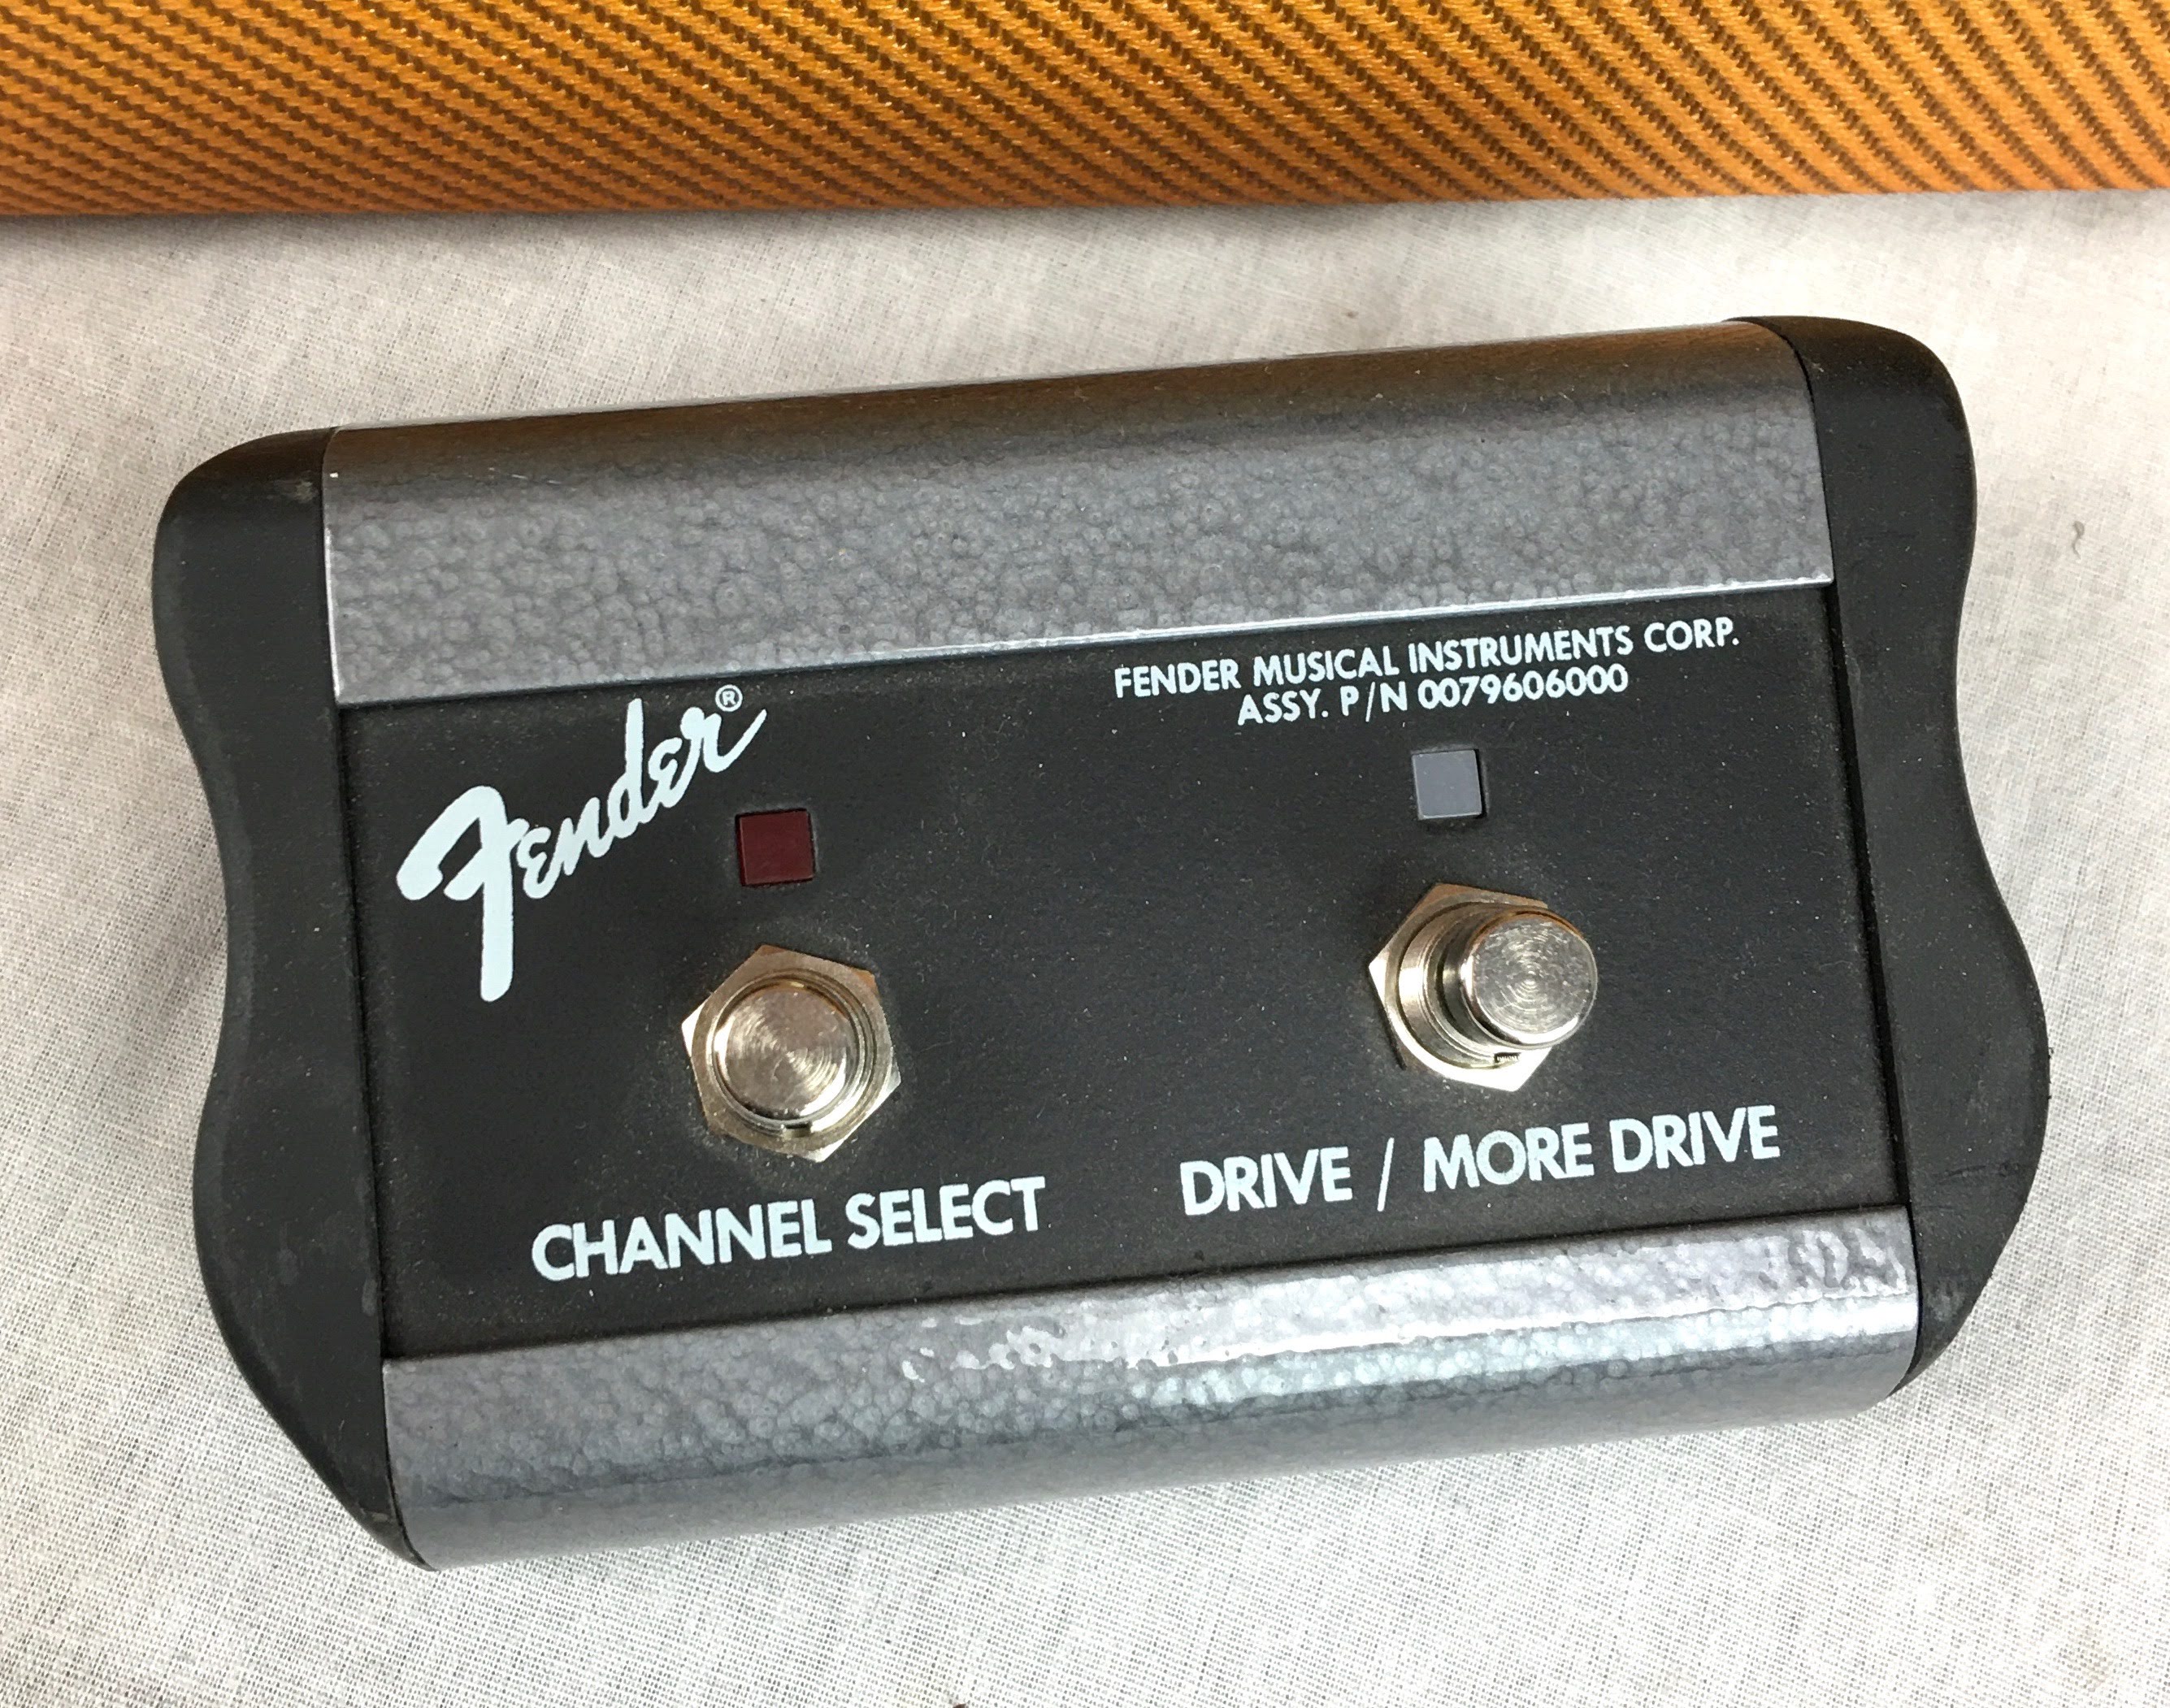 FENDER MUSICAL INSTRUMENTS CORP.
ASSY. P/N 0079606000
Fender®
CHANNEL SELECT
DRIVE / MORE DRIVE